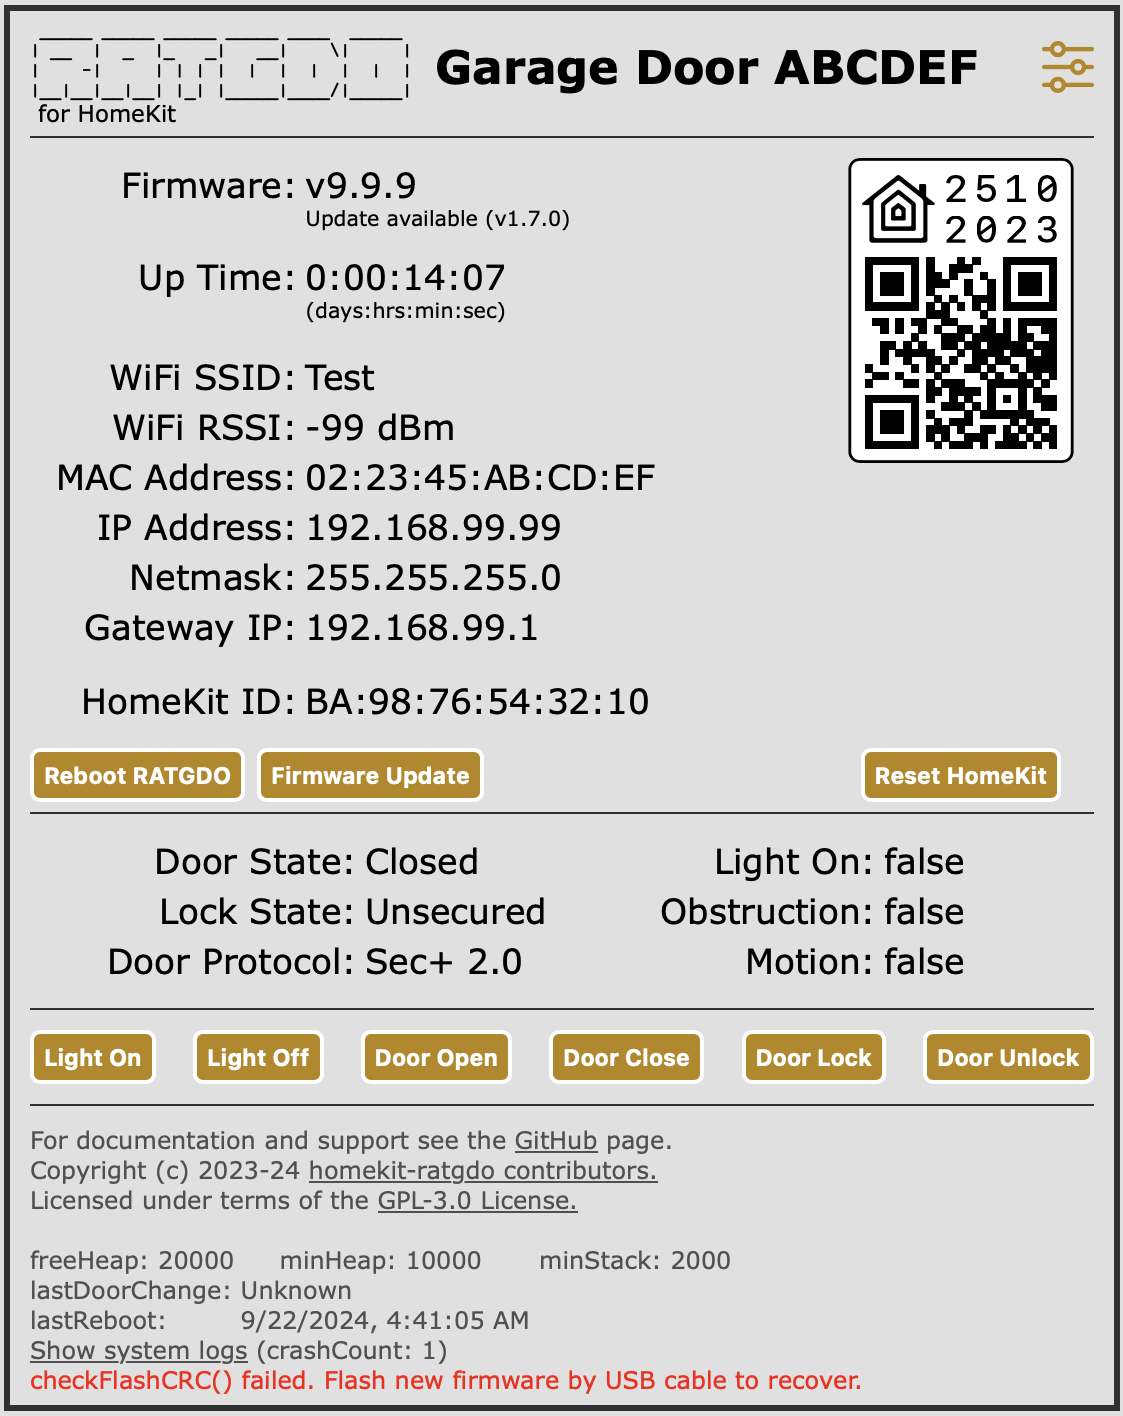 RATGDO
for HomeKit
Garage Door ABCDEF
Firmware: v9.9.9
Update available (v1.7.0)
Up Time: 0:00:14:07
(days:hrs:min:sec)
WiFi SSID: Test
WiFi RSSI: -99 dBm
MAC Address: 02:23:45:AB:CD:EF
IP Address: 192.168.99.99
Netmask: 255.255.255.0
Gateway IP: 192.168.99.1
HomeKit ID: BA:98:76:54:32:10
2510
2023
Reboot RATGDO Firmware Update Reset HomeKit
Door State: Closed Light On: false
Lock State: Unsecured Obstruction: false
Door Protocol: Sec+ 2.0 Motion: false
Light On Light Off Door Open Door Close Door Lock Door Unlock
For documentation and support see the GitHub page.
Copyright (c) 2023-24 homekit-ratgdo contributors.
Licensed under terms of the GPL-3.0 License.
freeHeap: 20000 minHeap: 10000 minStack: 2000
lastDoorChange: Unknown
lastReboot: 9/22/2024, 4:41:05 AM
Show system logs (crashCount: 1)
checkFlashCRC() failed. Flash new firmware by USB cable to recover.